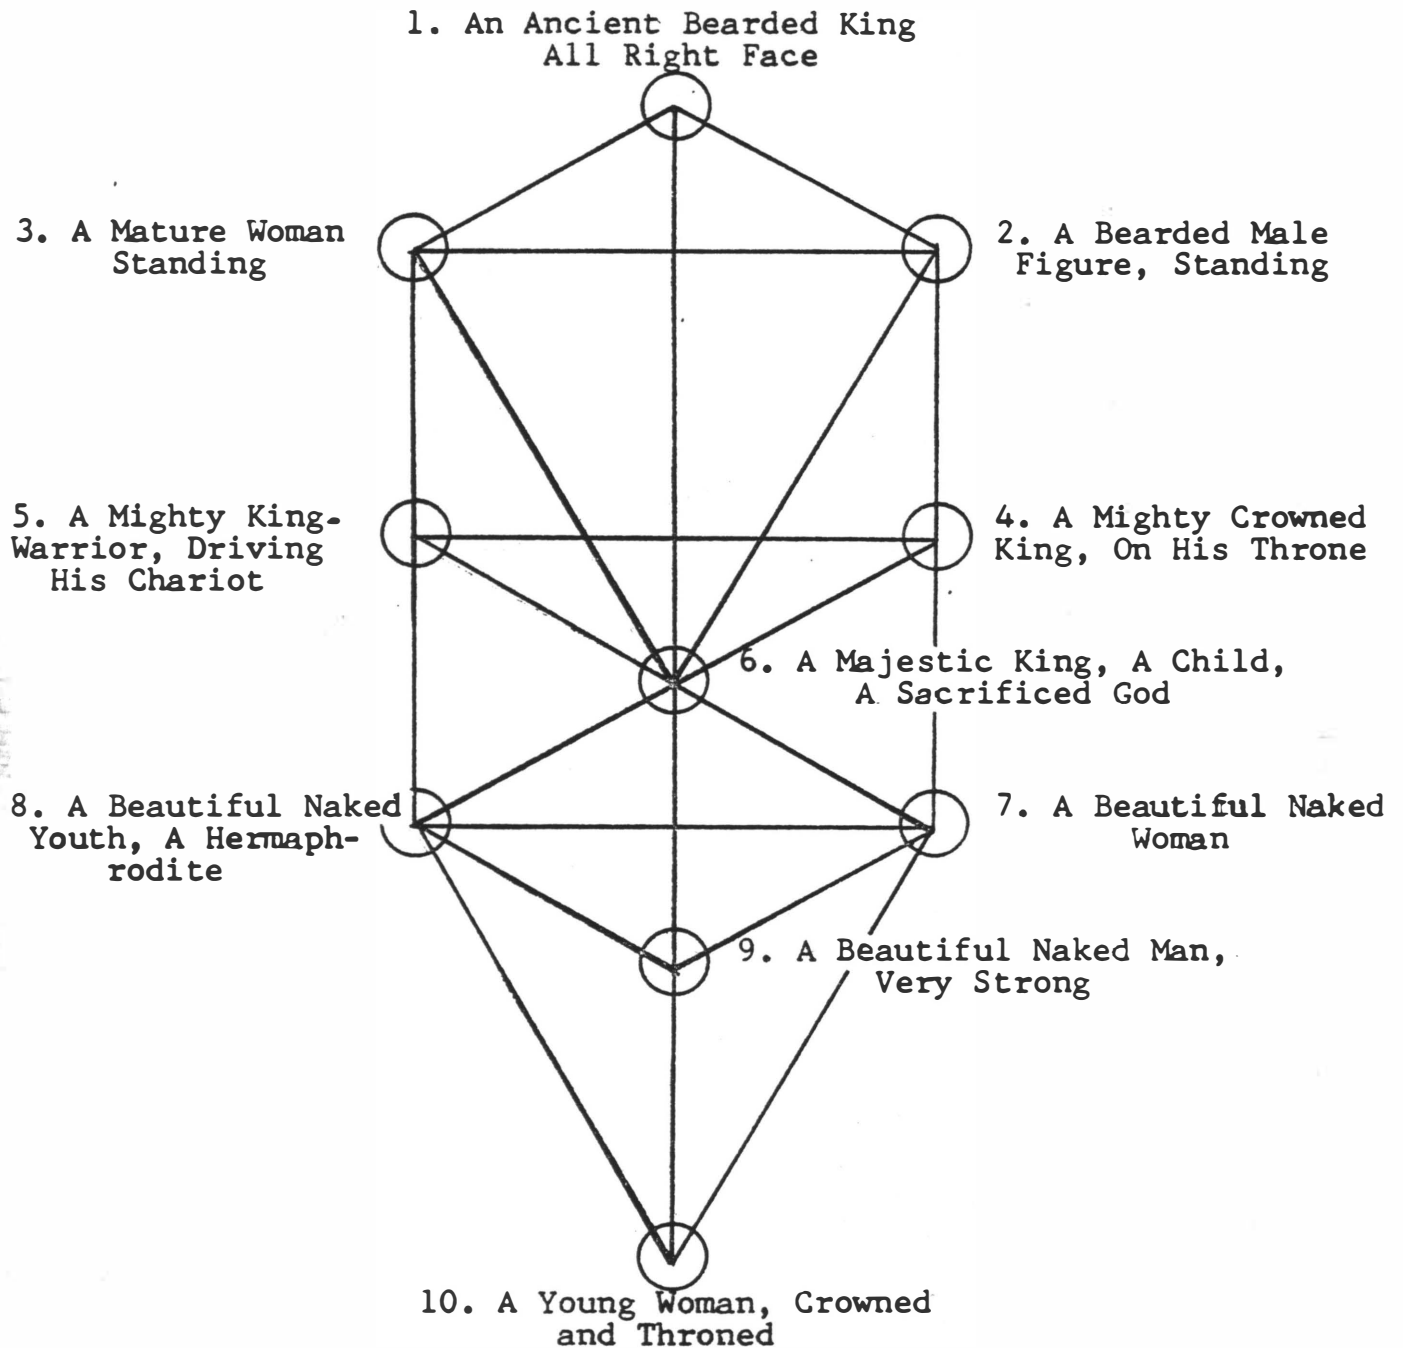 1. An Ancient Bearded King
All Right Face
3. A Mature Woman
Standing
2. A Bearded Male
Figure, Standing
5. A Mighty King-
Warrior, Driving
His Chariot
4. A Mighty Crowned
King, On His Throne
6. A Majestic King, A Child,
A Sacrificed God
8. A Beautiful Naked
Youth, A Hermaph-
rodite
7. A Beautiful Naked
Woman
9. A Beautiful Naked Man,
Very Strong
10. A Young Woman, Crowned
and Throned